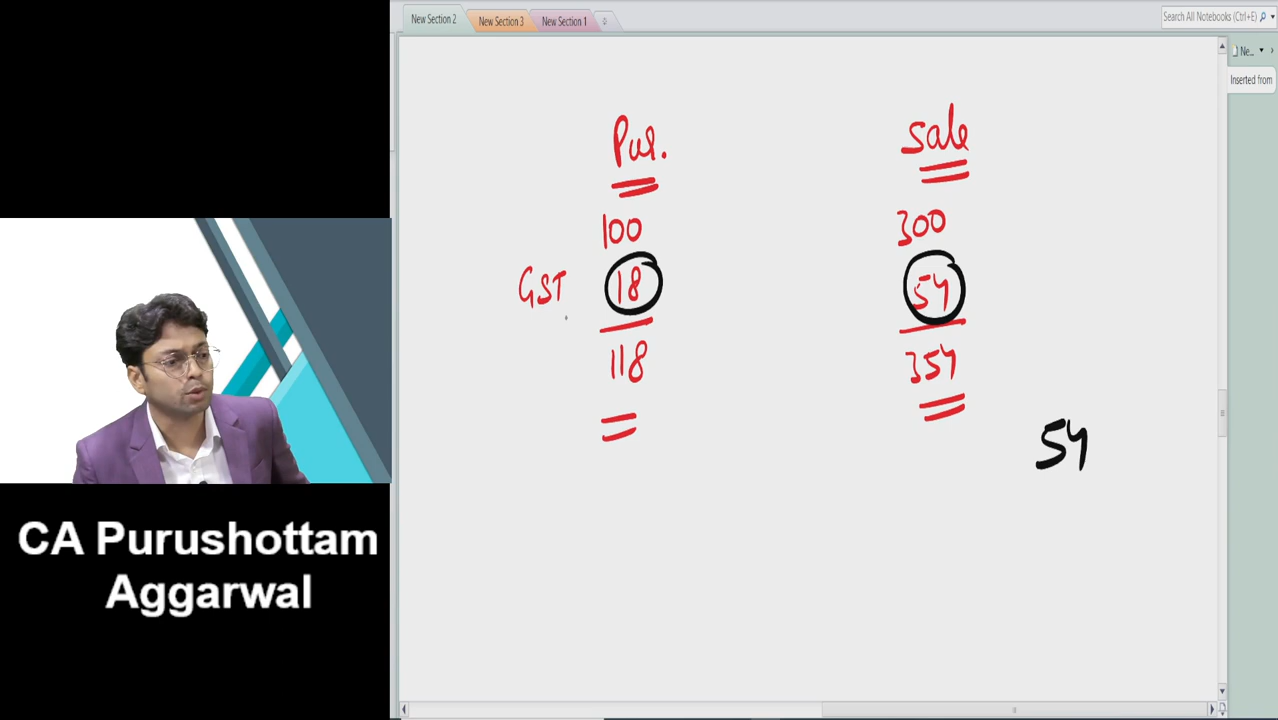 New Section 2
New Section 3
New Section 1
Search All Notebooks (Ctrl+E)
Ne...
Inserted from
Pur.
Sale
100
300
GST 18
54
118
354
54
CA Purushottam
Aggarwal